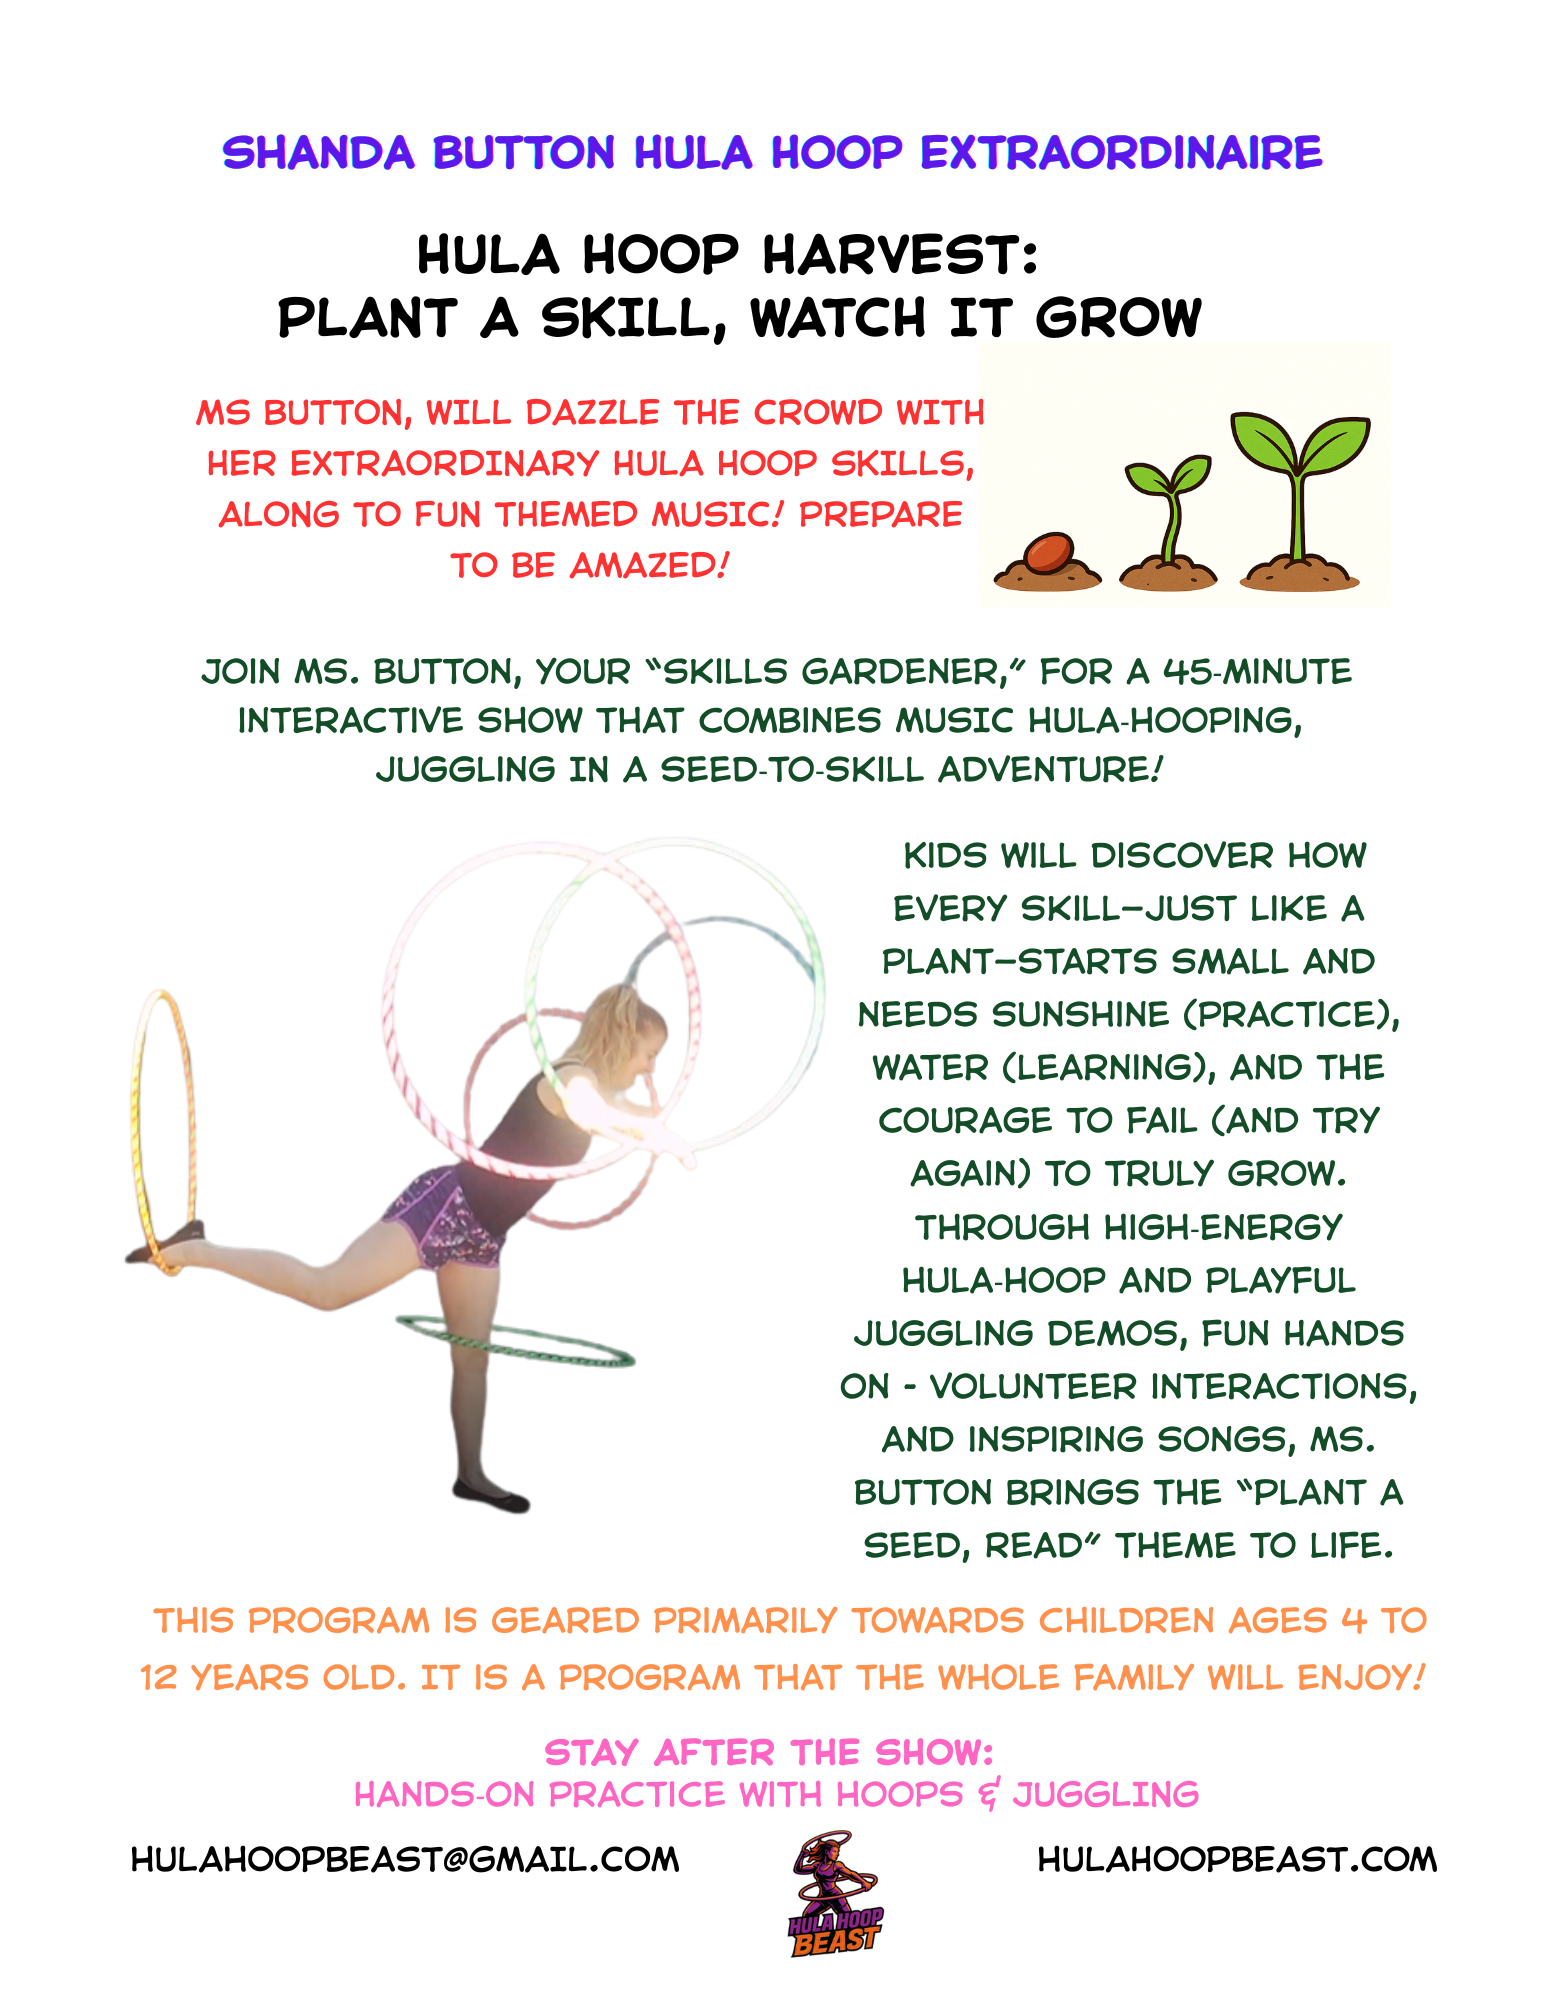 SHANDA BUTTON HULA HOOP EXTRAORDINAIRE
HULA HOOP HARVEST:
PLANT A SKILL, WATCH IT GROW
MS BUTTON, WILL DAZZLE THE CROWD WITH
HER EXTRAORDINARY HULA HOOP SKILLS,
ALONG TO FUN THEMED MUSIC! PREPARE
TO BE AMAZED!
JOIN MS. BUTTON, YOUR “SKILLS GARDENER,” FOR A 45-MINUTE
INTERACTIVE SHOW THAT COMBINES MUSIC HULA-HOOPING,
JUGGLING IN A SEED-TO-SKILL ADVENTURE!
KIDS WILL DISCOVER HOW
EVERY SKILL—JUST LIKE A
PLANT—STARTS SMALL AND
NEEDS SUNSHINE (PRACTICE),
WATER (LEARNING), AND THE
COURAGE TO FAIL (AND TRY
AGAIN) TO TRULY GROW.
THROUGH HIGH-ENERGY
HULA-HOOP AND PLAYFUL
JUGGLING DEMOS, FUN HANDS
ON - VOLUNTEER INTERACTIONS,
AND INSPIRING SONGS, MS.
BUTTON BRINGS THE “PLANT A
SEED, READ” THEME TO LIFE.
THIS PROGRAM IS GEARED PRIMARILY TOWARDS CHILDREN AGES 4 TO
12 YEARS OLD. IT IS A PROGRAM THAT THE WHOLE FAMILY WILL ENJOY!
STAY AFTER THE SHOW:
HANDS-ON PRACTICE WITH HOOPS & JUGGLING
HULAHOOPBEAST@GMAIL.COM
HULA HOOP
BEAST
HULAHOOPBEAST.COM